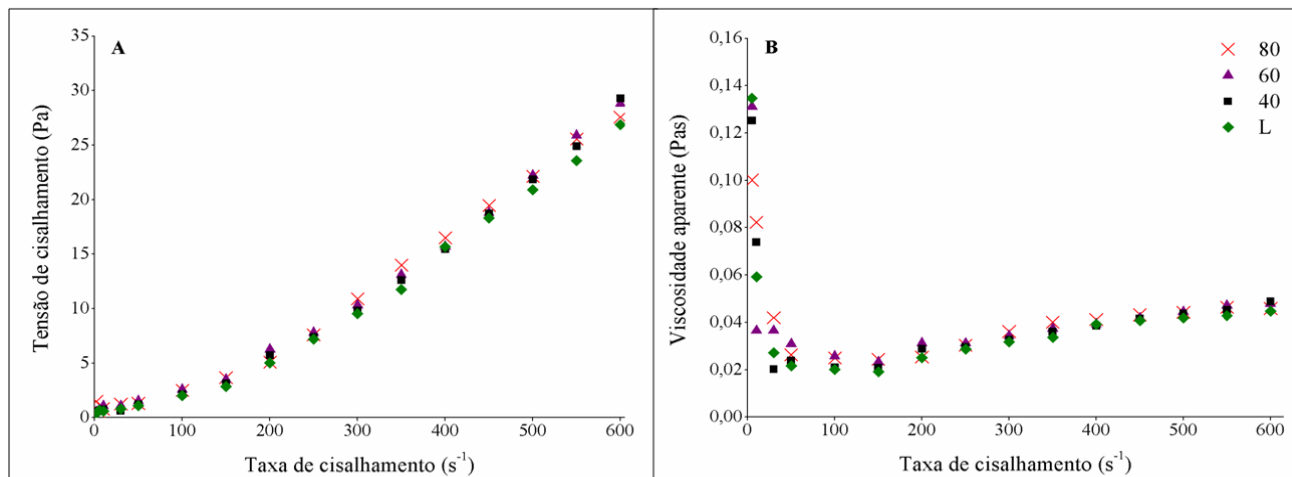 A
Tensão de cisalhamento (Pa)
35
30
25
20
15
10
5
0
0 100 200 300 400 500 600
Taxa de cisalhamento (s⁻¹)
B
Viscosidade aparente (Pas)
0,16
0,14
0,12
0,10
0,08
0,06
0,04
0,02
0,00
0 100 200 300 400 500 600
Taxa de cisalhamento (s⁻¹)
80
60
40
L